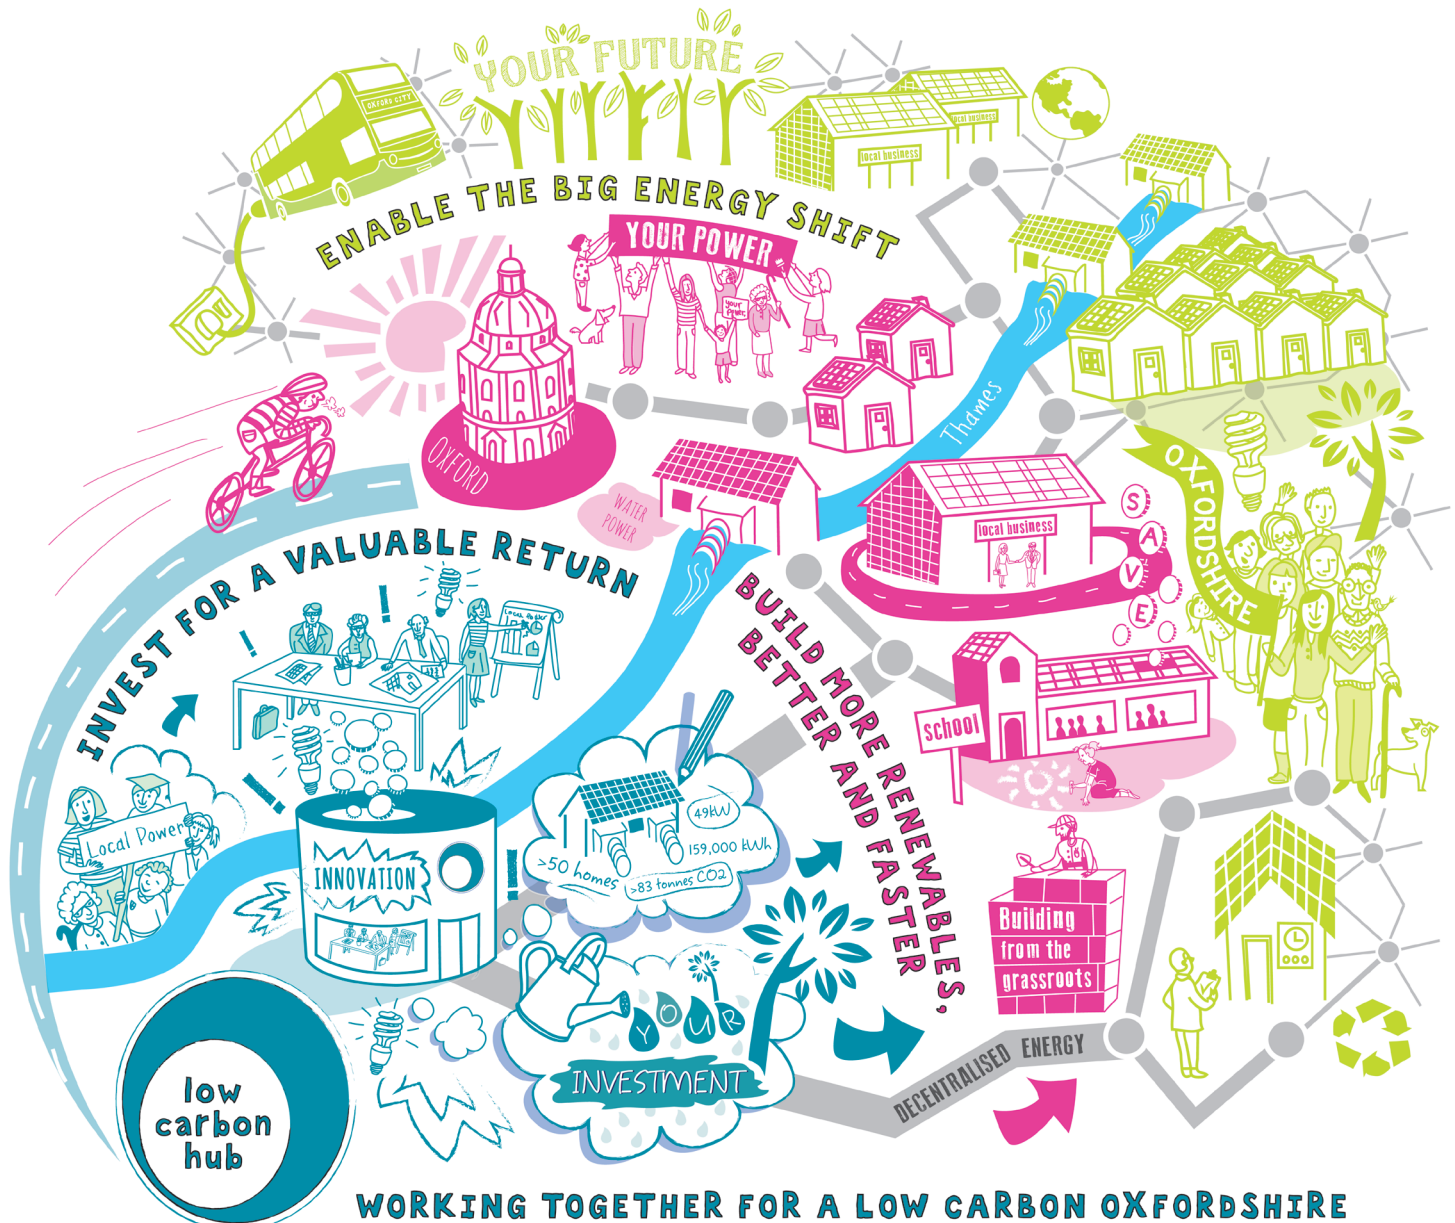 YOUR FUTURE
OXFORD CITY
local business
local business
ENABLE THE BIG ENERGY SHIFT
YOUR POWER
your
power
OXFORD
Thames
WATER
POWER
local business
S
A
V
E
OXFORDSHIRE
INVEST FOR A VALUABLE RETURN
Local Power
BUILD MORE RENEWABLES,
BETTER AND FASTER
school
Local Power
INNOVATION
49kW
159,000 kWh
>50 homes
>83 tonnes CO2
YOUR
INVESTMENT
Building
from the
grassroots
DECENTRALISED ENERGY
low
carbon
hub
WORKING TOGETHER FOR A LOW CARBON OXFORDSHIRE